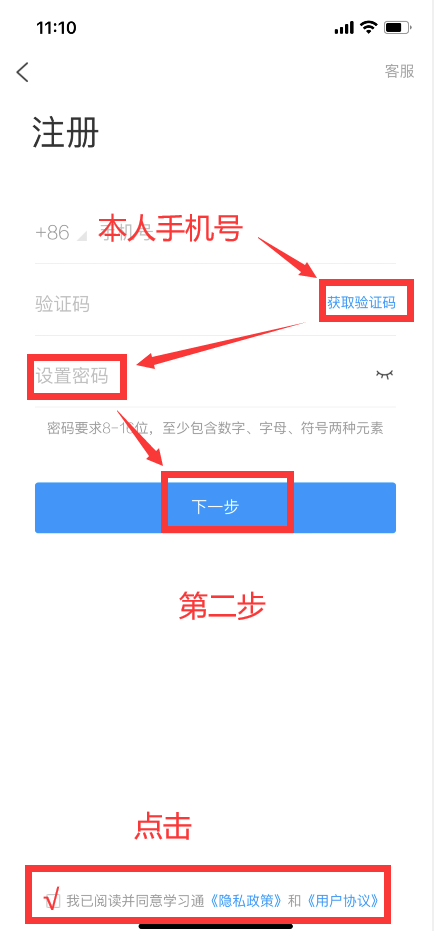 11:10
客服
注册
+86 手机号
本人手机号
验证码
获取验证码
设置密码
密码要求8-16位，至少包含数字、字母、符号两种元素
下一步
第二步
点击
√ 我已阅读并同意学习通《隐私政策》和《用户协议》